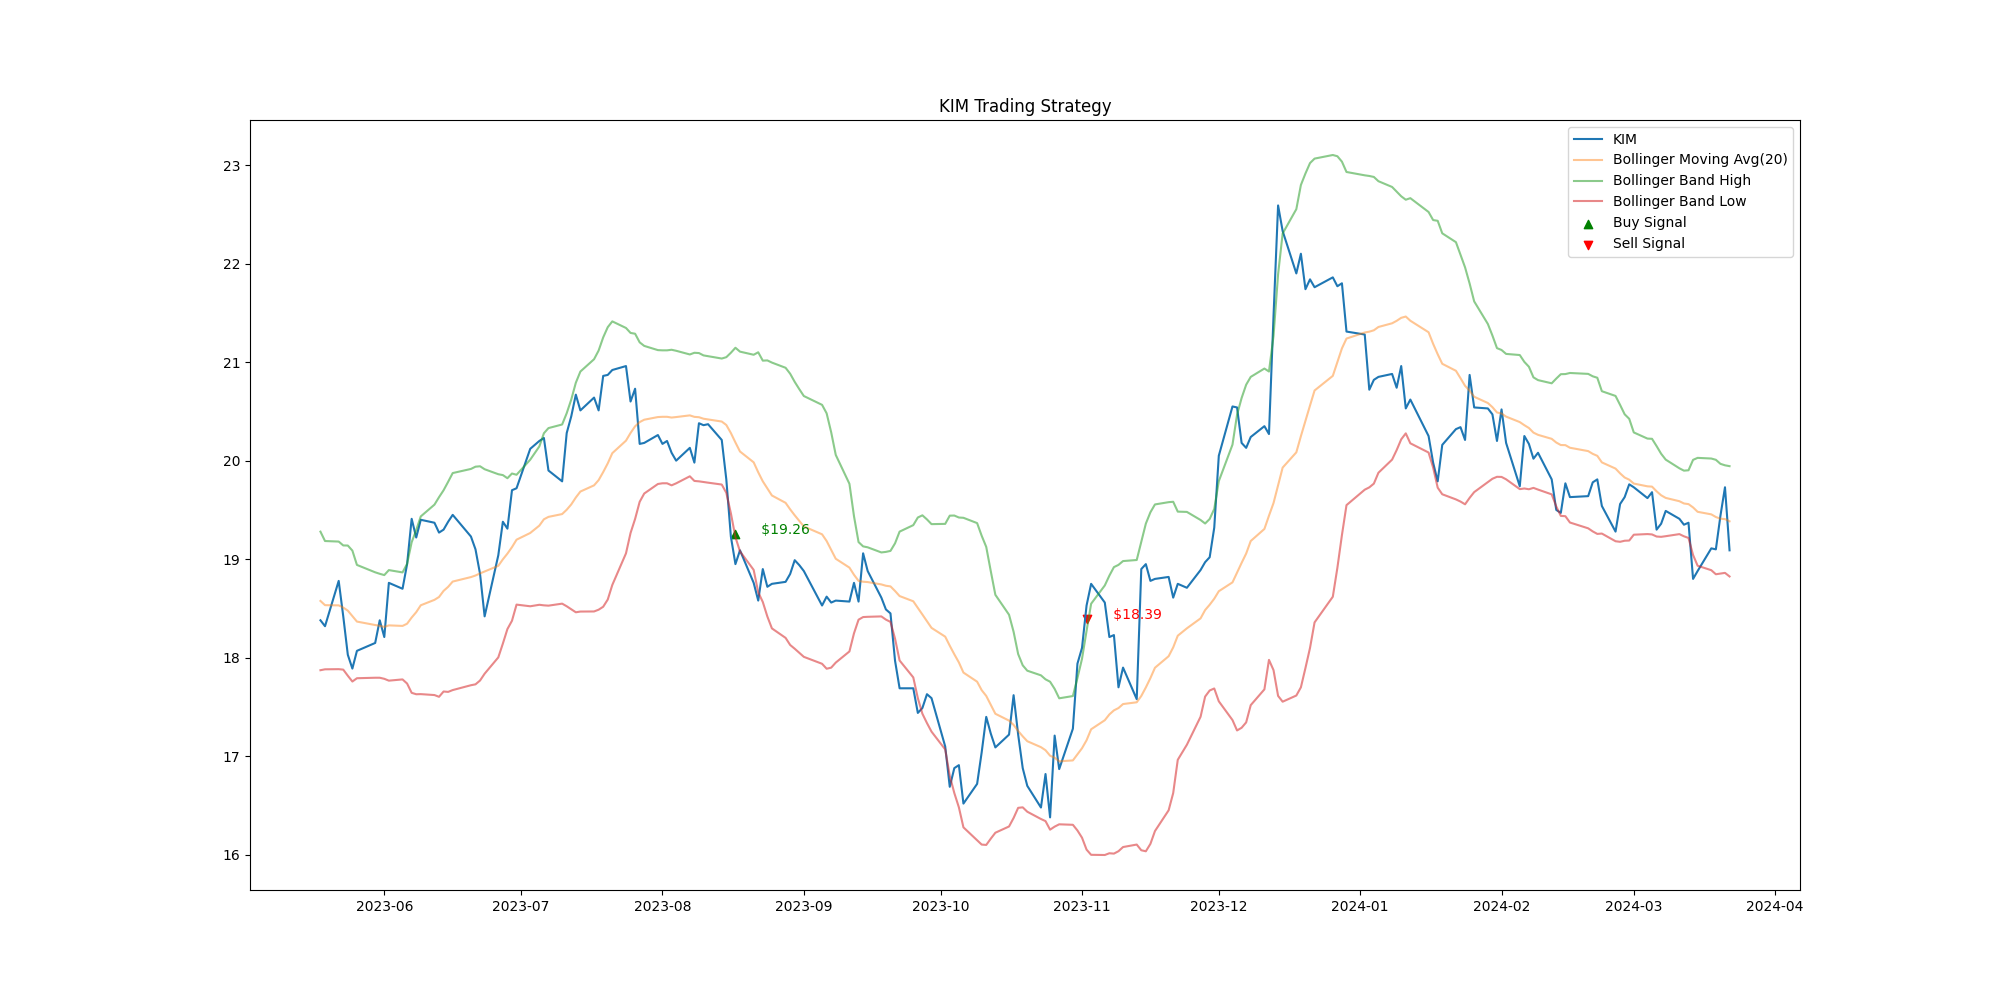 KIM Trading Strategy
KIM
Bollinger Moving Avg(20)
Bollinger Band High
Bollinger Band Low
Buy Signal
Sell Signal
23
22
21
20
19
18
17
16
$19.26
$18.39
2023-06 2023-07 2023-08 2023-09 2023-10 2023-11 2023-12 2024-01 2024-02 2024-03 2024-04